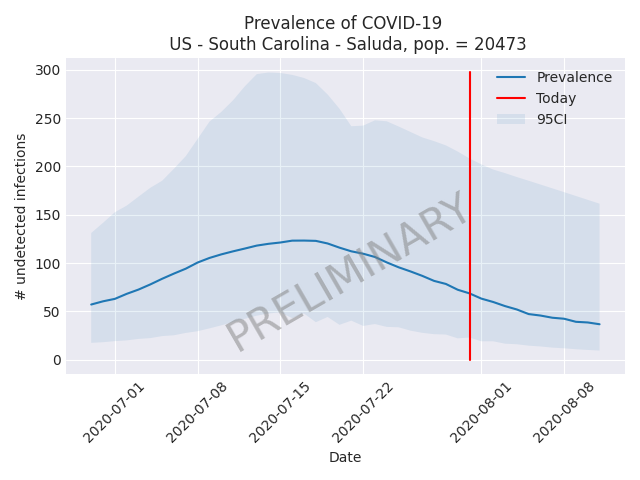 Prevalence of COVID-19
US - South Carolina - Saluda, pop. = 20473
300
250
200
150
100
50
0
# undetected infections
Prevalence
Today
95CI
PRELIMINARY
2020-07-01
2020-07-08
2020-07-15
2020-07-22
2020-08-01
2020-08-08
Date